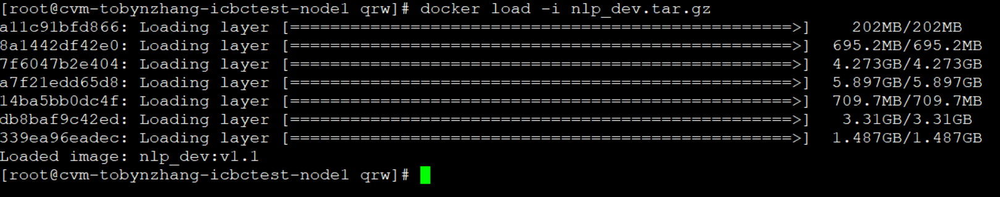 [root@cvm-tobynzhang-icbctest-node1 qrw]# docker load -i nlp_dev.tar.gz
a11c91bfd866: Loading layer [==================================================>] 202MB/202MB
8a1442df42e0: Loading layer [==================================================>] 695.2MB/695.2MB
7f6047b2e404: Loading layer [==================================================>] 4.273GB/4.273GB
a7f21edd65d8: Loading layer [==================================================>] 5.897GB/5.897GB
14ba5bb0dc4f: Loading layer [==================================================>] 709.7MB/709.7MB
db8baf9c42ed: Loading layer [==================================================>] 3.31GB/3.31GB
339ea96eadec: Loading layer [==================================================>] 1.487GB/1.487GB
Loaded image: nlp_dev:v1.1
[root@cvm-tobynzhang-icbctest-node1 qrw]#